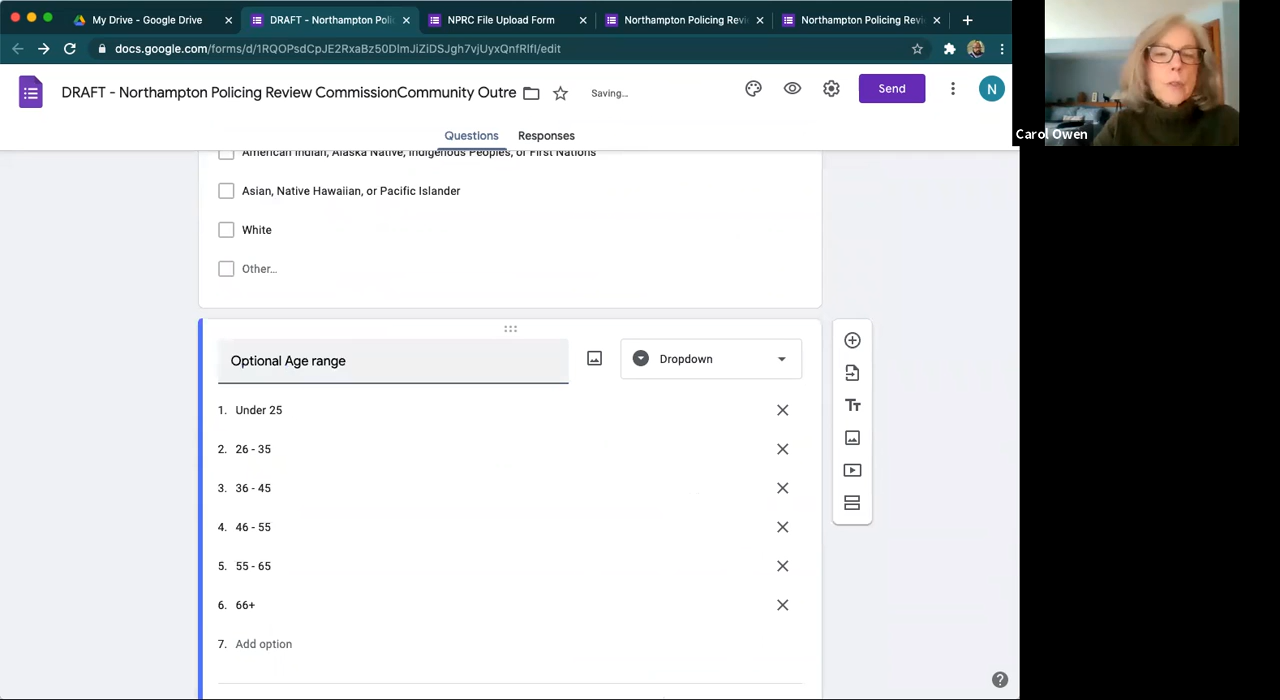 My Drive - Google Drive
DRAFT - Northampton Polic
NPRC File Upload Form
Northampton Policing Revi
Northampton Policing Revi
docs.google.com/forms/d/1RQOPsdCpJE2RxaBz50DlmJiZiDSJgh7vjUyxQnfRlfI/edit
DRAFT - Northampton Policing Review CommissionCommunity Outre
Saving...
Send
N
Questions
Responses
Carol Owen
American Indian, Alaska Native, Indigenous Peoples, or First Nations
Asian, Native Hawaiian, or Pacific Islander
White
Other...
Optional Age range
Dropdown
1. Under 25
2. 26 - 35
3. 36 - 45
4. 46 - 55
5. 55 - 65
6. 66+
7. Add option